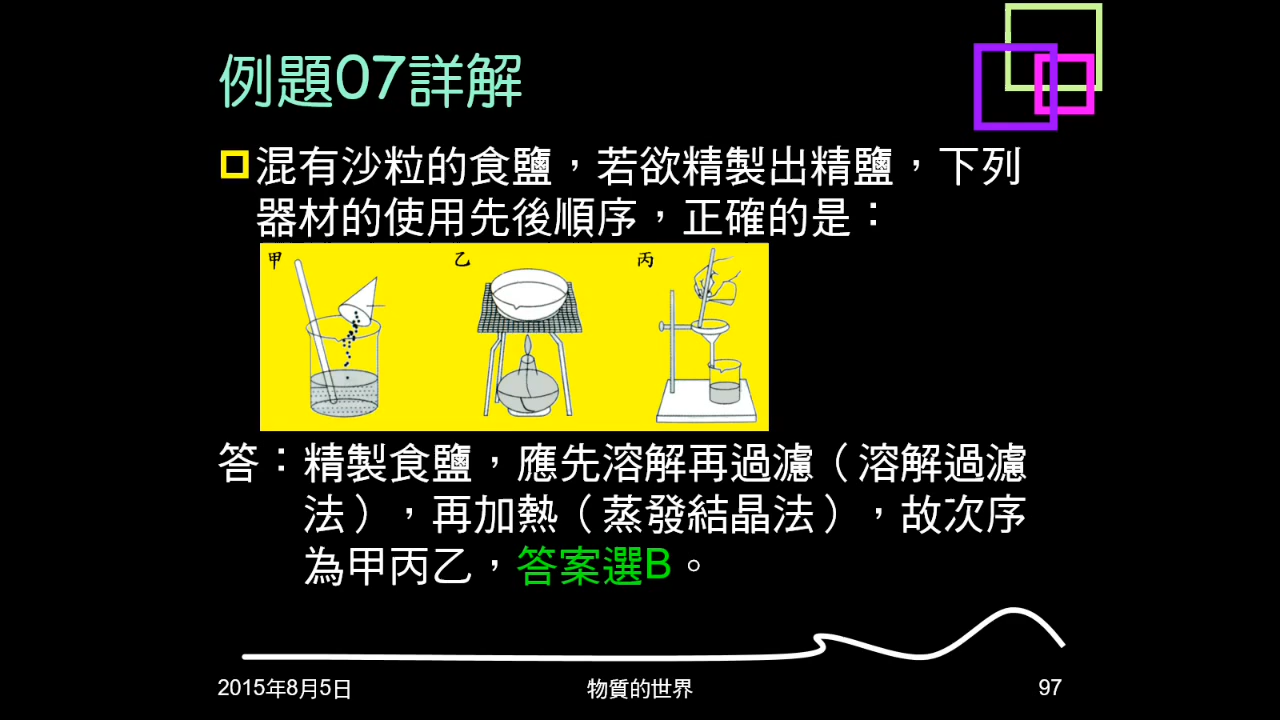 例題07詳解
混有沙粒的食鹽，若欲精製出精鹽，下列
器材的使用先後順序，正確的是：
甲 乙 丙
答：精製食鹽，應先溶解再過濾（溶解過濾
法），再加熱（蒸發結晶法），故次序
為甲丙乙，答案選B。
2015年8月5日 物質的世界 97